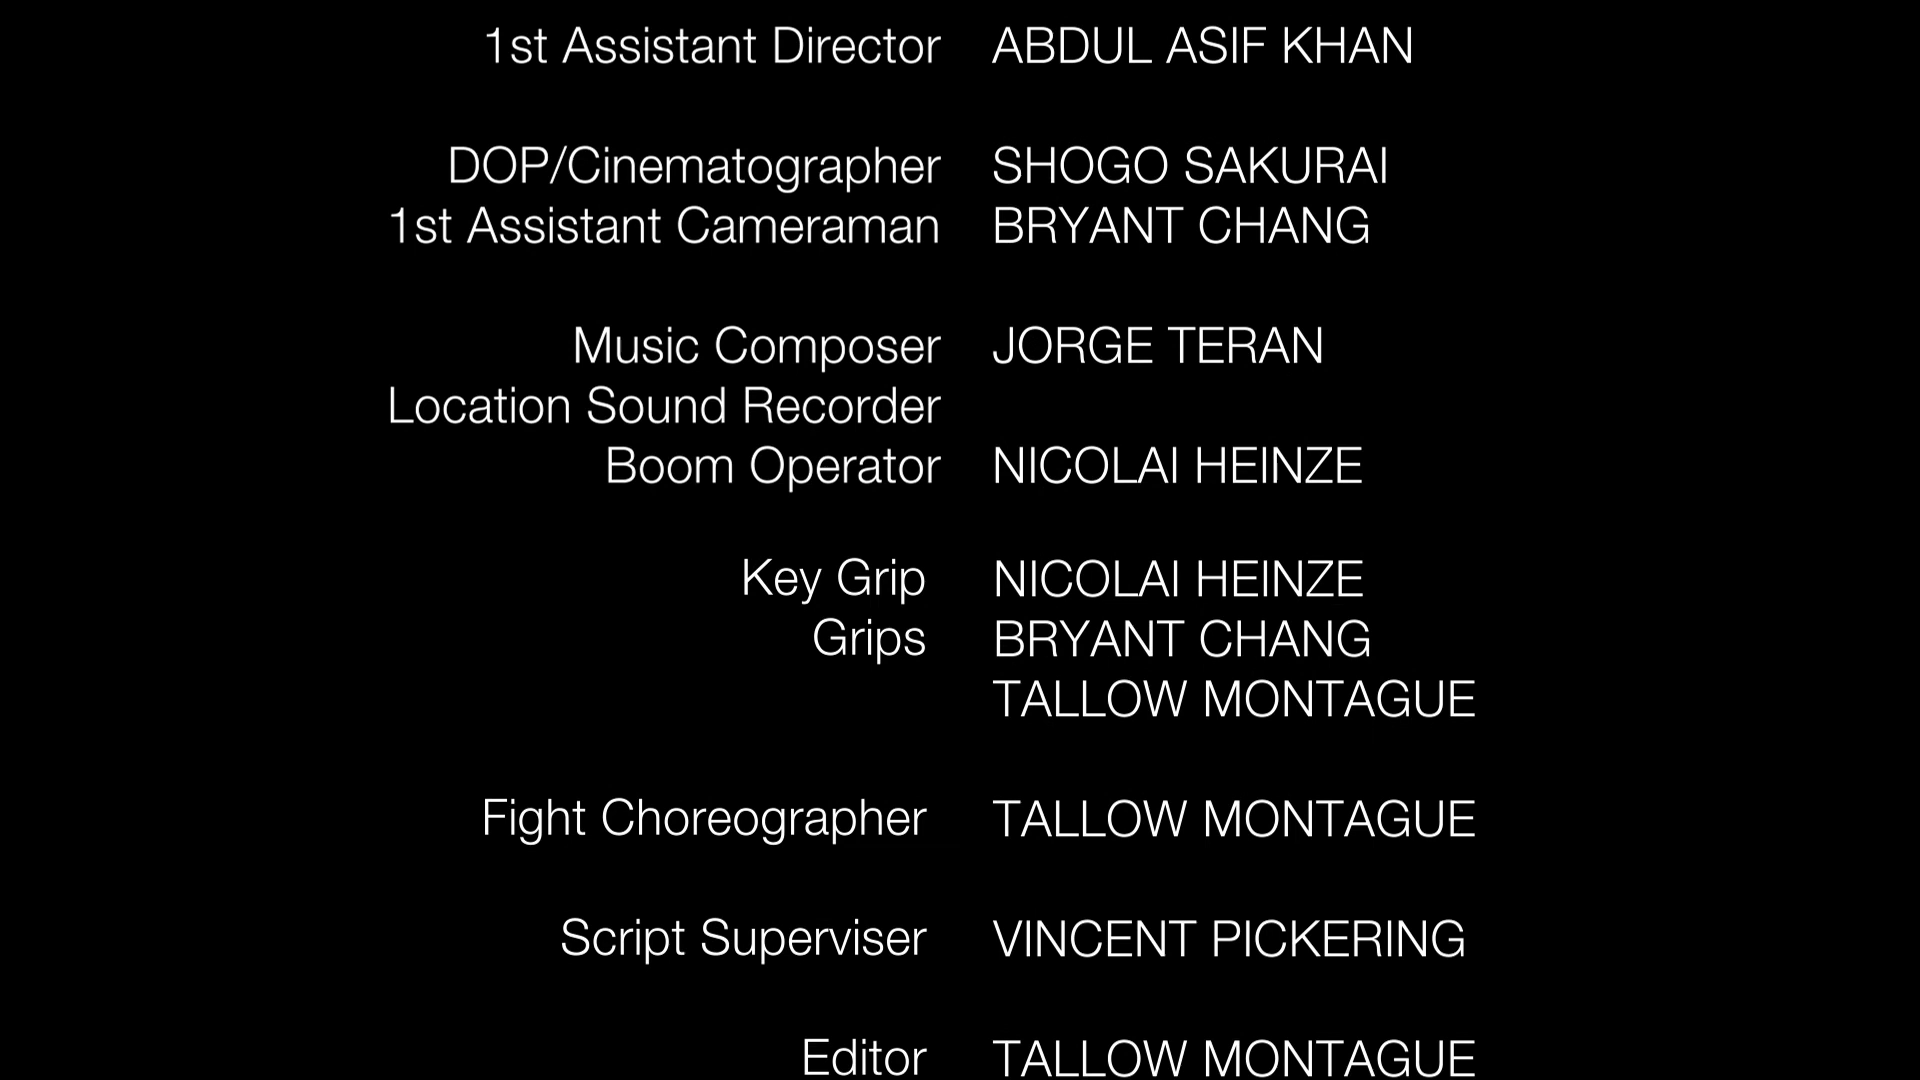 1st Assistant Director ABDUL ASIF KHAN
DOP/Cinematographer SHOGO SAKURAI
1st Assistant Cameraman BRYANT CHANG
Music Composer JORGE TERAN
Location Sound Recorder
Boom Operator NICOLAI HEINZE
Key Grip NICOLAI HEINZE
Grips BRYANT CHANG
TALLOW MONTAGUE
Fight Choreographer TALLOW MONTAGUE
Script Superviser VINCENT PICKERING
Editor TALLOW MONTAGUE